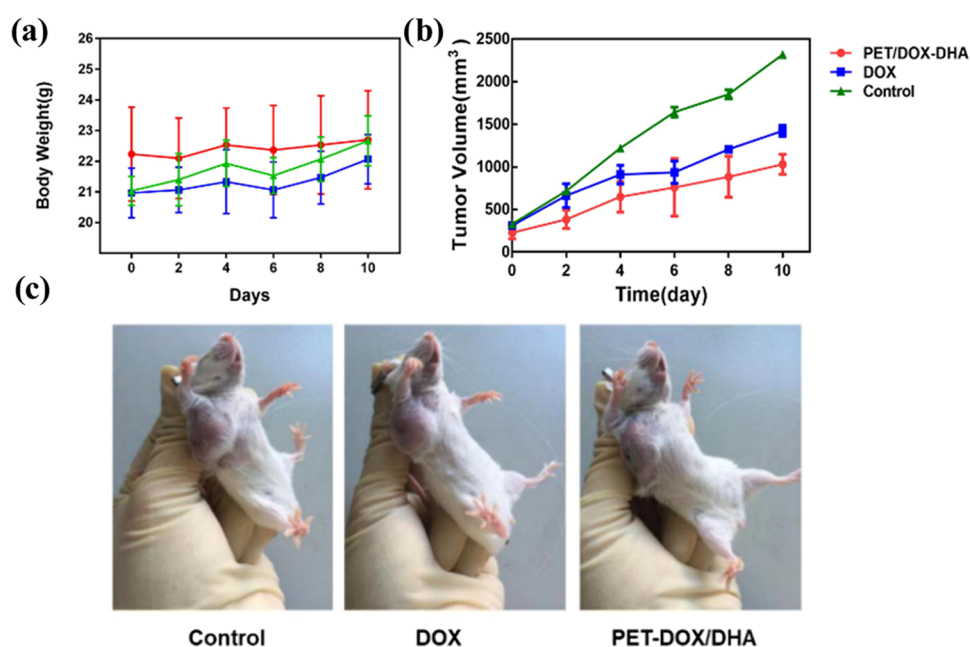 (a)
26
25
24
23
22
21
20
Body Weight(g)
0 2 4 6 8 10
Days
(b)
2500
2000
1500
1000
500
0
Tumor Volume(mm³)
0 2 4 6 8 10
Time(day)
PET/DOX-DHA
DOX
Control
(c)
Control DOX PET-DOX/DHA